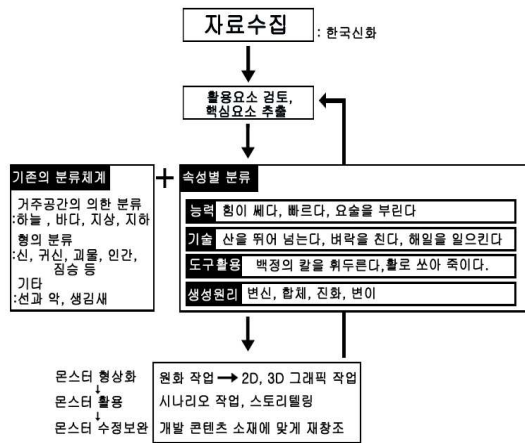 자료수집
: 한국신화
활용요소 검토,
핵심요소 추출
기존의 분류체계
거주공간의 의한 분류
:하늘 , 바다, 지상, 지하
형의 분류
:신, 귀신, 괴물, 인간,
짐승 등
기타
:선과 악, 생김새
+
속성별 분류
능력 힘이 쎄다, 빠르다, 요술을 부린다
기술 산을 뛰어 넘는다, 벼락을 친다, 해일을 일으킨다
도구활용 백정의 칼을 휘두른다,활로 쏘아 죽이다.
생성원리 변신, 합체, 진화, 변이
몬스터 형상화
몬스터 활용
몬스터 수정보완
원화 작업 → 2D, 3D 그래픽 작업
시나리오 작업, 스토리텔링
개발 콘텐츠 소재에 맞게 재창조